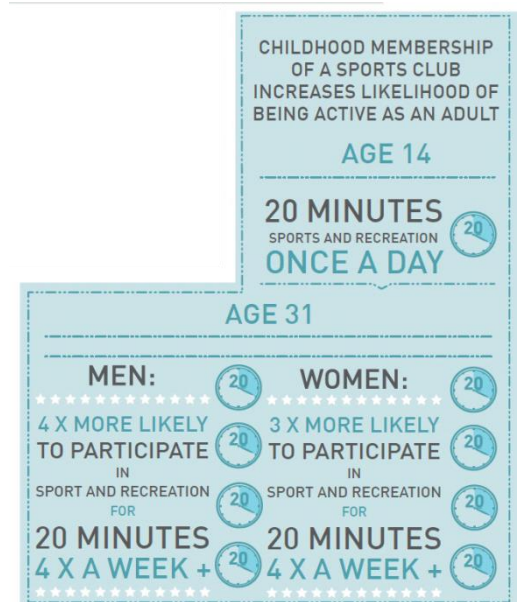 CHILDHOOD MEMBERSHIP
OF A SPORTS CLUB
INCREASES LIKELIHOOD OF
BEING ACTIVE AS AN ADULT
AGE 14
20 MINUTES
SPORTS AND RECREATION
ONCE A DAY
20
AGE 31
MEN:
20
4 X MORE LIKELY
TO PARTICIPATE
20
IN
SPORT AND RECREATION
20
FOR
20 MINUTES
4 X A WEEK +
20
WOMEN:
20
3 X MORE LIKELY
TO PARTICIPATE
20
IN
SPORT AND RECREATION
20
FOR
20 MINUTES
4 X A WEEK +
20